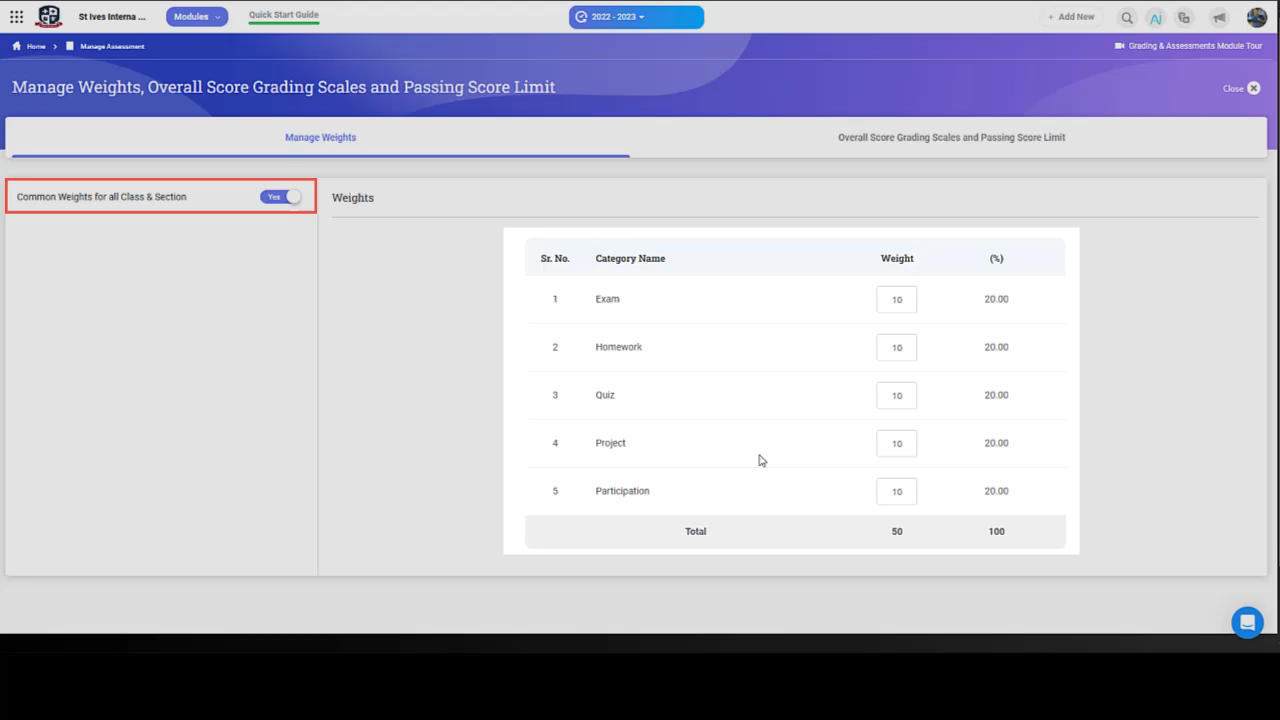 St Ives Interna ...
Modules
Quick Start Guide
2022 - 2023
+ Add New
Home > Manage Assessment
Grading & Assessments Module Tour
Manage Weights, Overall Score Grading Scales and Passing Score Limit
Close
Manage Weights
Overall Score Grading Scales and Passing Score Limit
Common Weights for all Class & Section
Yes
Weights
Sr. No. Category Name Weight (%)
1 Exam 10 20.00
2 Homework 10 20.00
3 Quiz 10 20.00
4 Project 10 20.00
5 Participation 10 20.00
Total 50 100